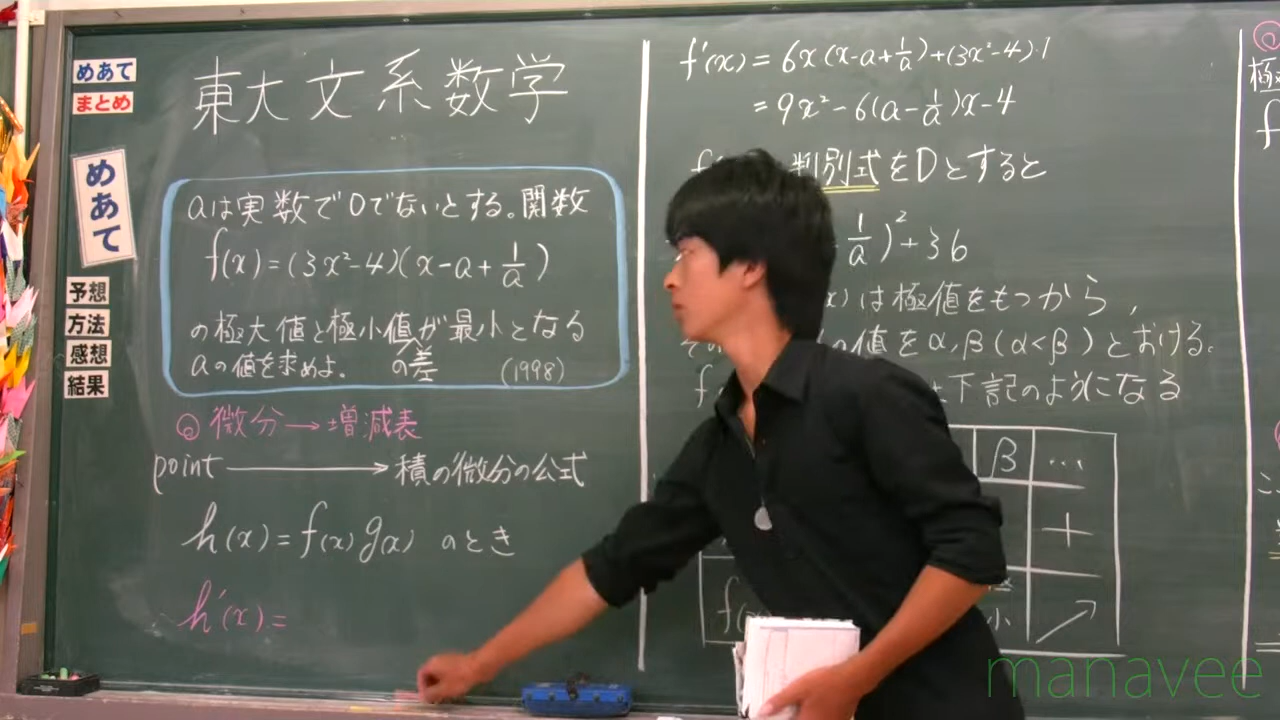 めあて
まとめ
めあて
予想
方法
感想
結果
東大文系数学
aは実数で0でないとする。関数
f(x)=(3x²-4)(x-a+1/a)
の極大値と極小値の差が最小となる
aの値を求めよ。 (1998)
微分→増減表
point→積の微分の公式
h(x)=f(x)g(x) のとき
h'(x)=
f'(x)=6x(x-a+1/a)+(3x²-4)·1
=9x²-6(a-1/a)x-4
判別式をDとすると
1/a)²+36
は極値をもつから,
の値をα,β(α<β)とおける。
下記のようになる
β …
+
小 ↗
極
manavee